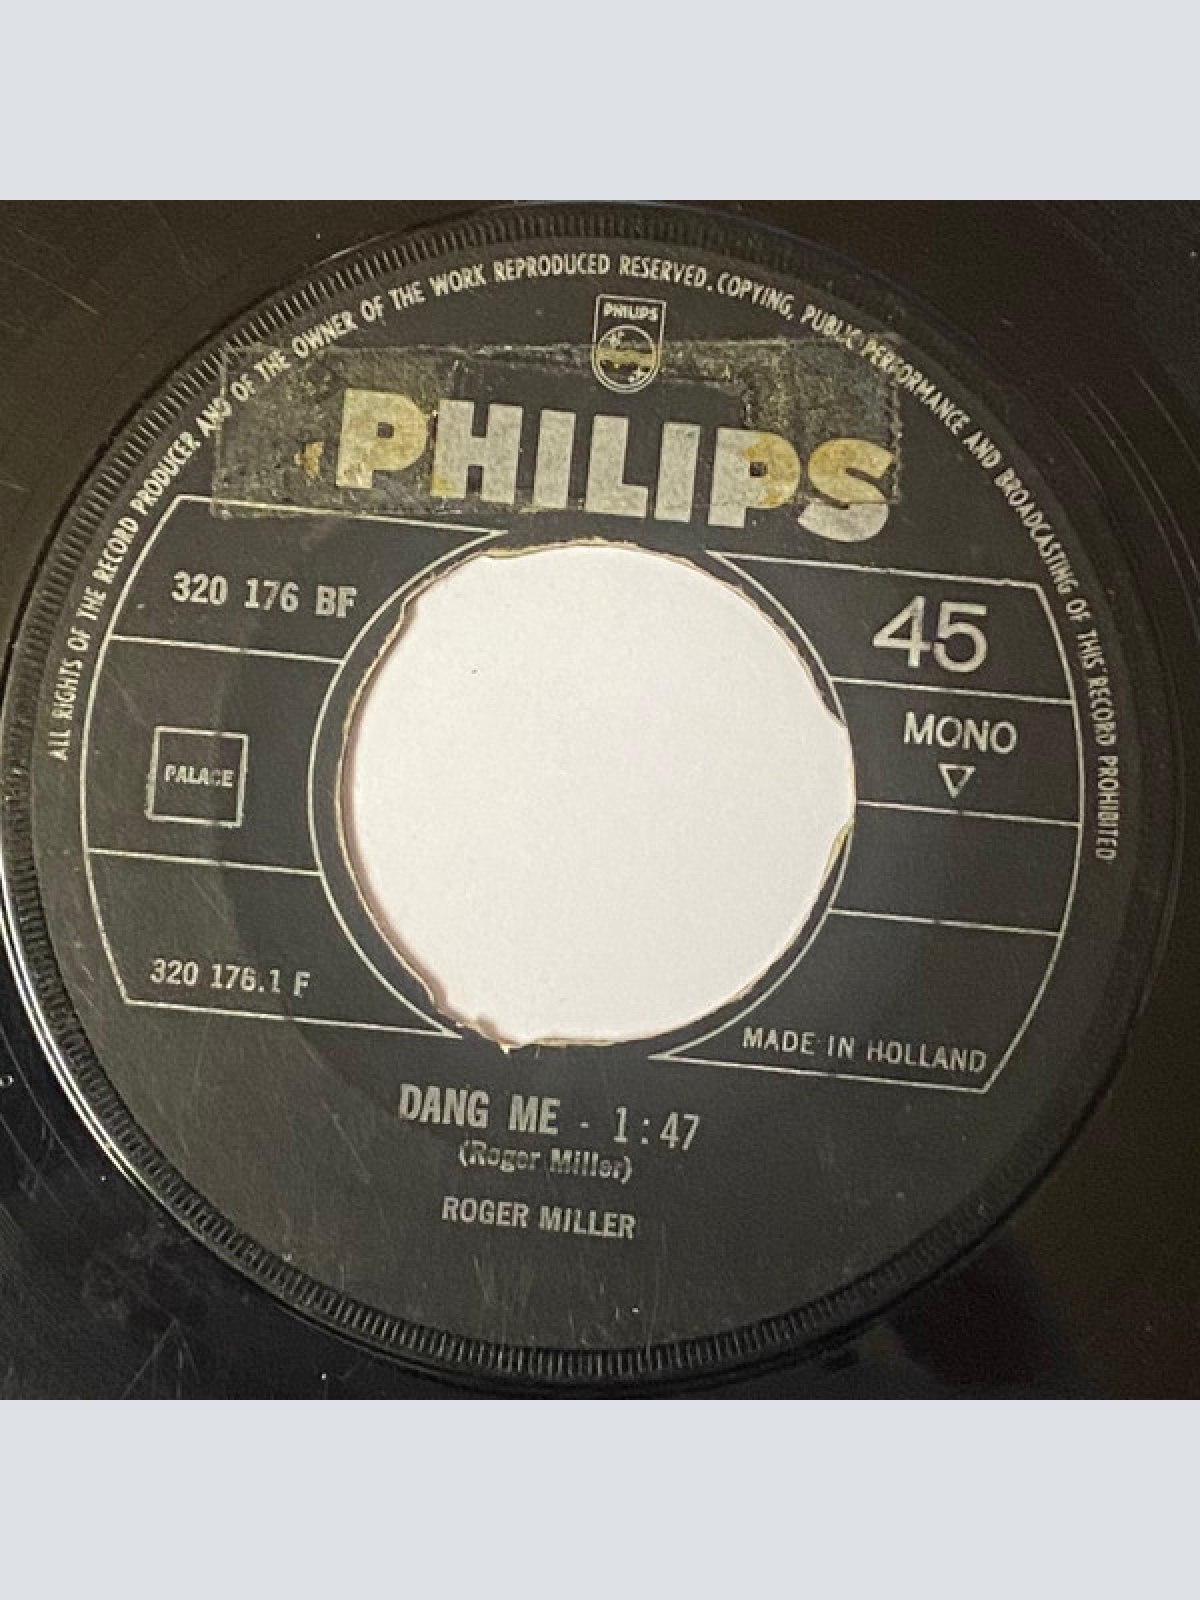 ALL RIGHTS OF THE RECORD PRODUCER AND OF THE OWNER OF THE WORK REPRODUCED RESERVED. COPYING, PUBLIC PERFORMANCE AND BROADCASTING OF THIS RECORD PROHIBITED
PHILIPS
PHILIPS
320 176 BF
45
MONO
PALACE
320 176.1 F
MADE IN HOLLAND
DANG ME - 1:47
(Roger Miller)
ROGER MILLER